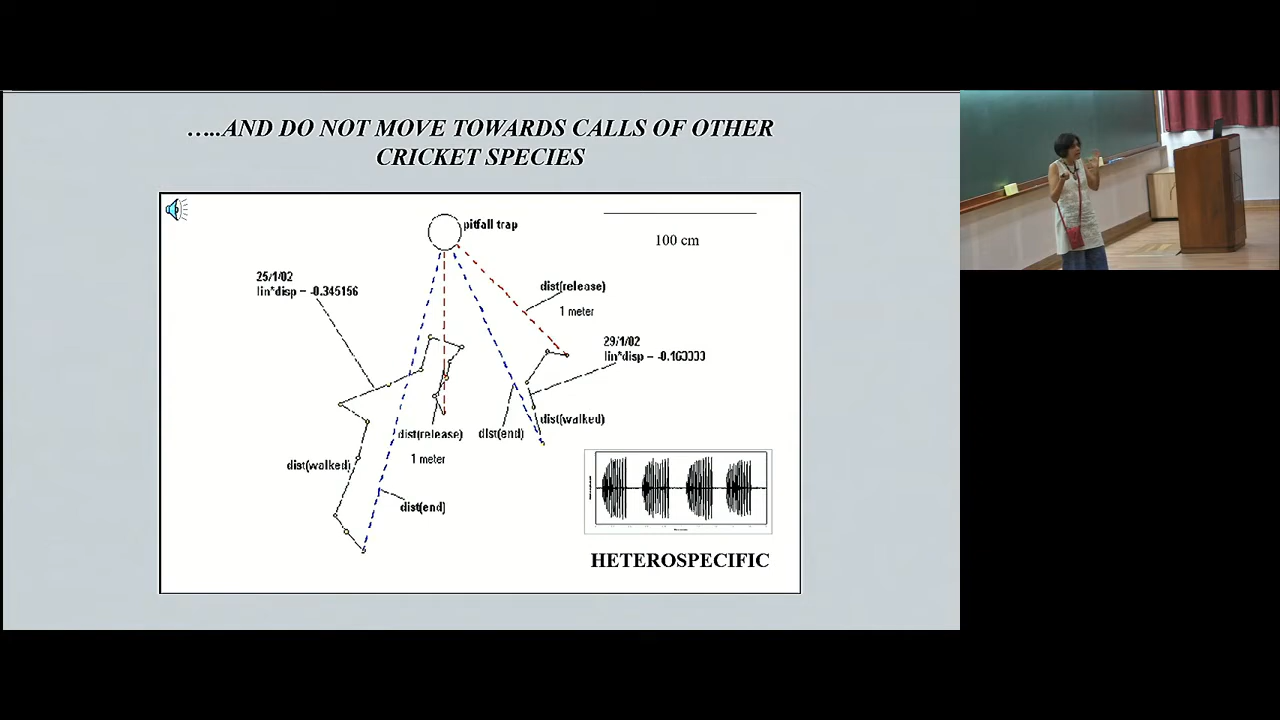 …..AND DO NOT MOVE TOWARDS CALLS OF OTHER
CRICKET SPECIES
pitfall trap
100 cm
25/1/02
lin*disp = -0.345156
dist(release)
1 meter
29/1/02
lin*disp = -0.163333
dist(walked)
dist(release)
dist(end)
1 meter
dist(walked)
dist(end)
HETEROSPECIFIC